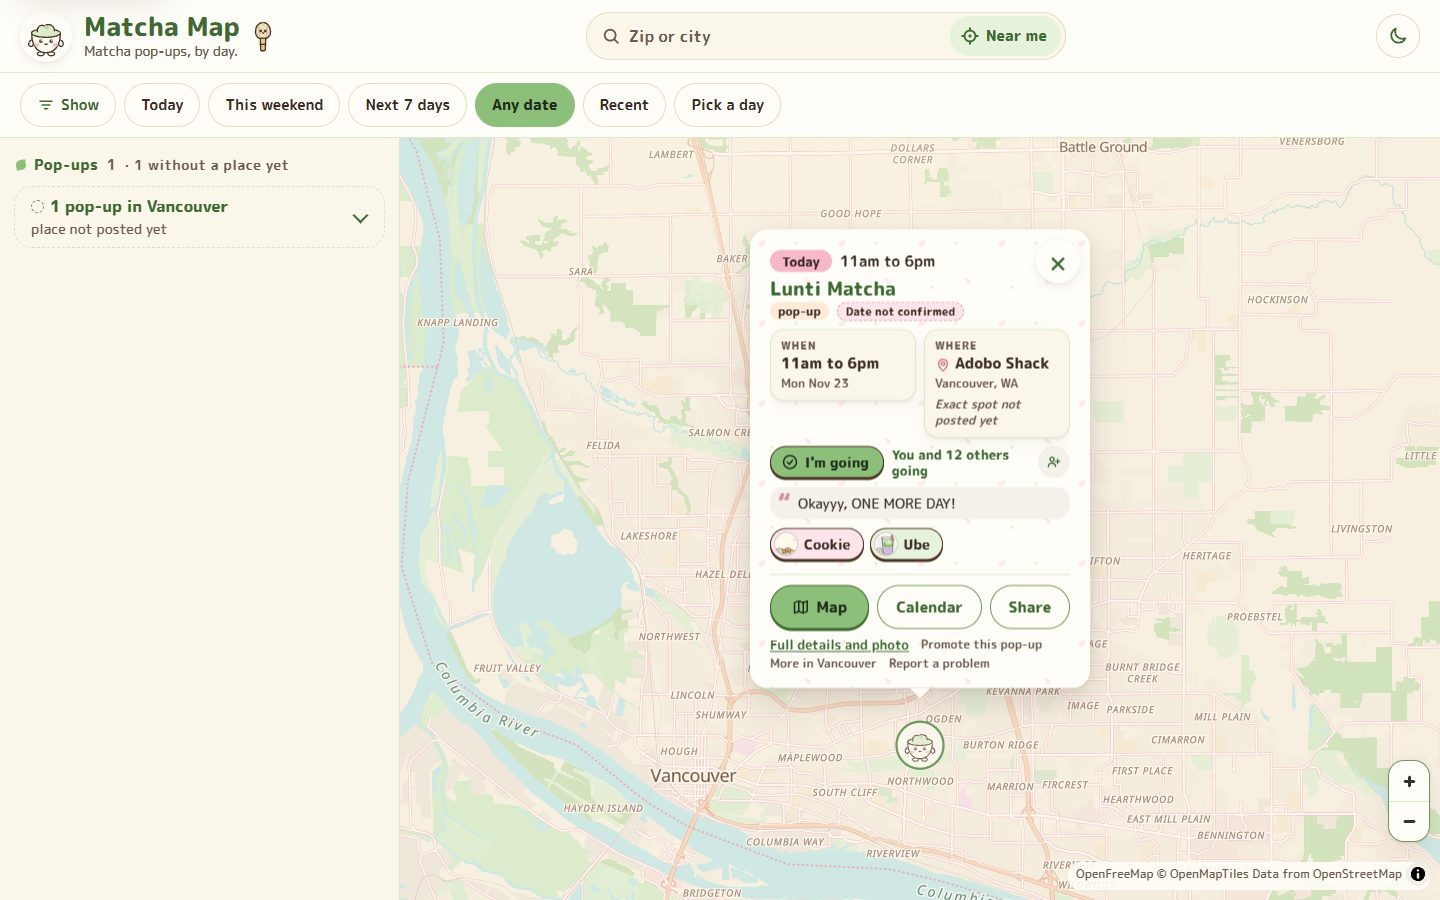 Matcha Map
Matcha pop-ups, by day.
Zip or city
Near me
Show
Today
This weekend
Next 7 days
Any date
Recent
Pick a day
Pop-ups 1 · 1 without a place yet
1 pop-up in Vancouver
place not posted yet
LAMBERT
DOLLARS
CORNER
Battle Ground
VENERSBORG
GOOD HOPE
BAKER
SARA
HOCKINSON
KNAPP LANDING
FELIDA
SALMON CRE
LITTLE
LAKESHORE
LIVINGSTON
HAZEL DELL
IFTON
HERITAGE
NORTHWEST
PROEBSTEL
AGE
FRUIT VALLEY
BURNT BRIDGE
CREEK
Today 11am to 6pm
Lunti Matcha
pop-up
Date not confirmed
WHEN
11am to 6pm
Mon Nov 23
WHERE
Adobo Shack
Vancouver, WA
Exact spot not
posted yet
I'm going
You and 12 others
going
Okayyy, ONE MORE DAY!
Cookie
Ube
Map
Calendar
Share
Full details and photo
Promote this pop-up
More in Vancouver
Report a problem
Columbia River
LINCOLN
KEVANNA PARK
SHUMWAY
IMAGE
PARKSIDE
OGDEN
MILL PLAIN
HOUGH
MAPLEWOOD
BURTON RIDGE
CIMARRON
Vancouver
NORTHWOOD
FIRST PLACE
SOUTH CLIFF
MARRION
FIRCREST
HAYDEN ISLAND
HEARTHWOOD
EAST MILL PLAIN
COLUMBIA WAY
BENNINGTON
RIVERVIEW
BRIDGETON
Columbia
+
−
OpenFreeMap © OpenMapTiles Data from OpenStreetMap